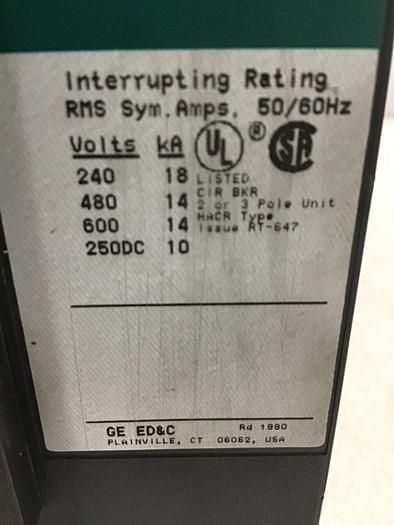 Interrupting Rating
RMS Sym. Amps, 50/60Hz
Volts kA UL ® SA
240 18 LISTED
CIR BKR
480 14 2 or 3 Pole Unit
HACR Type
600 14 Issue RT-647
250DC 10
GE ED&C Rd 1990
PLAINVILLE, CT 06062, USA